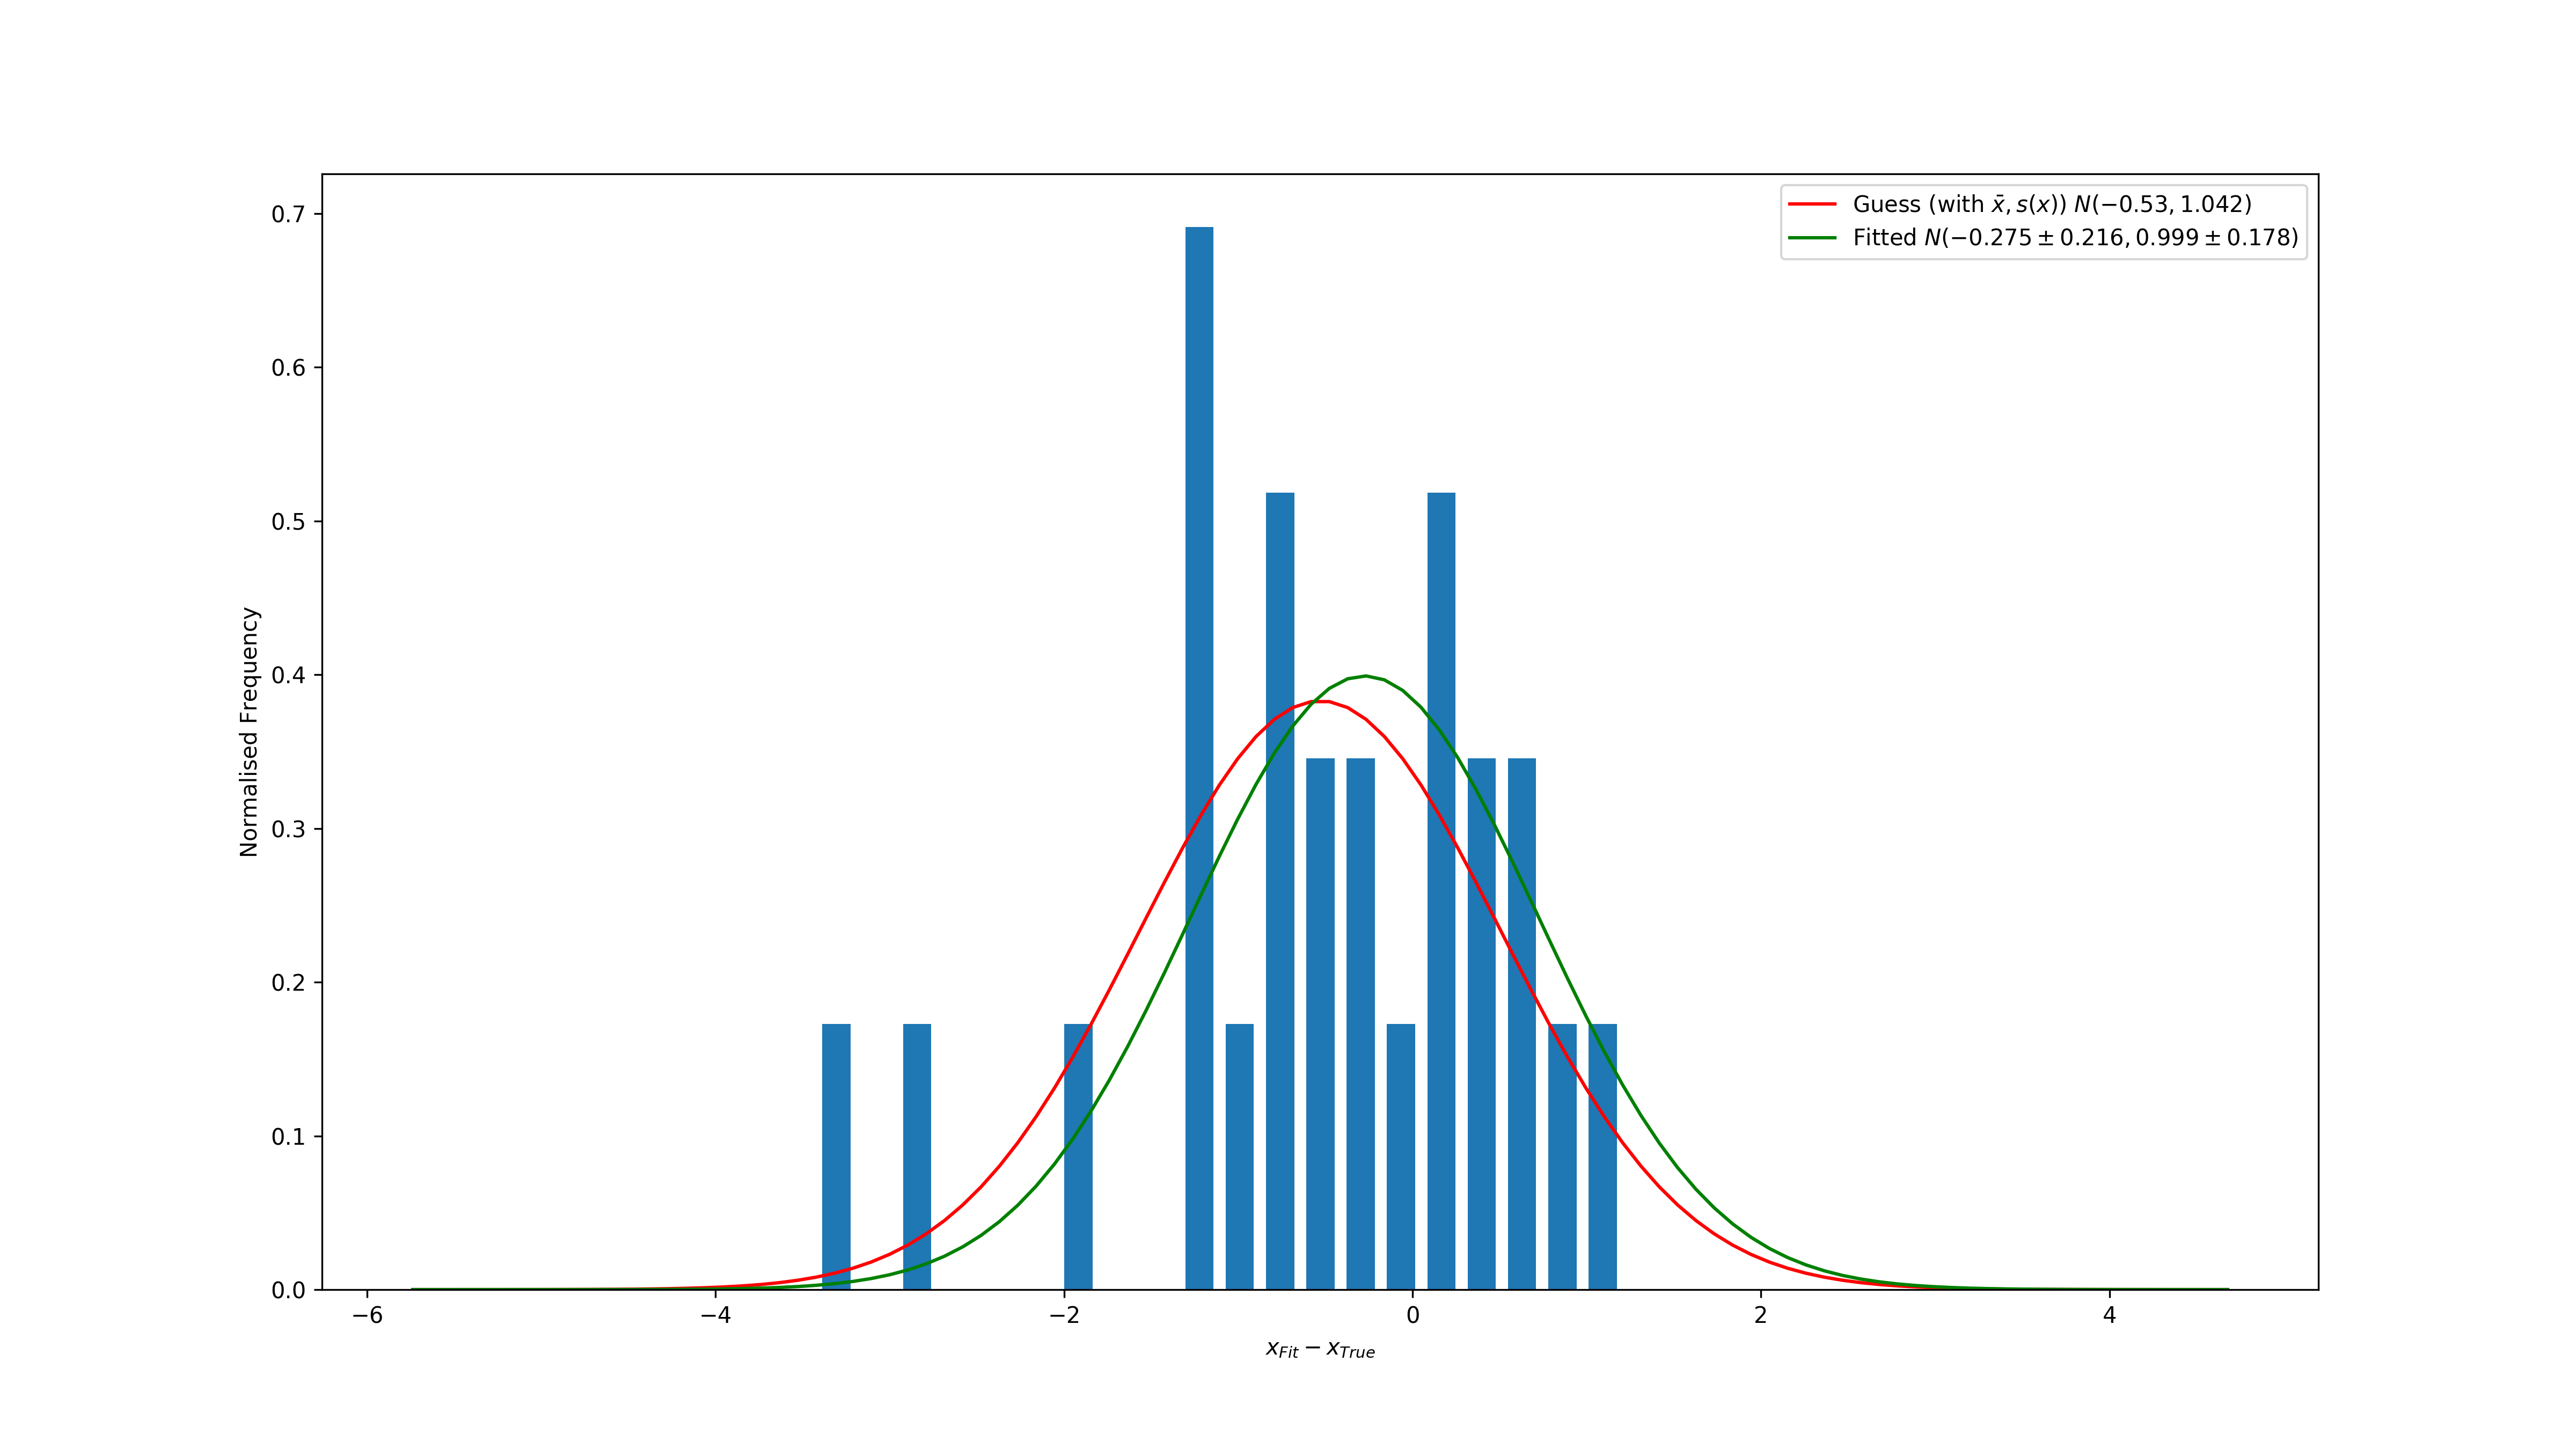 Guess (with x̄, s(x)) N(−0.53, 1.042)
Fitted N(−0.275 ± 0.216, 0.999 ± 0.178)
Normalised Frequency
0.7
0.6
0.5
0.4
0.3
0.2
0.1
0.0
−6 −4 −2 0 2 4
x_Fit − x_True